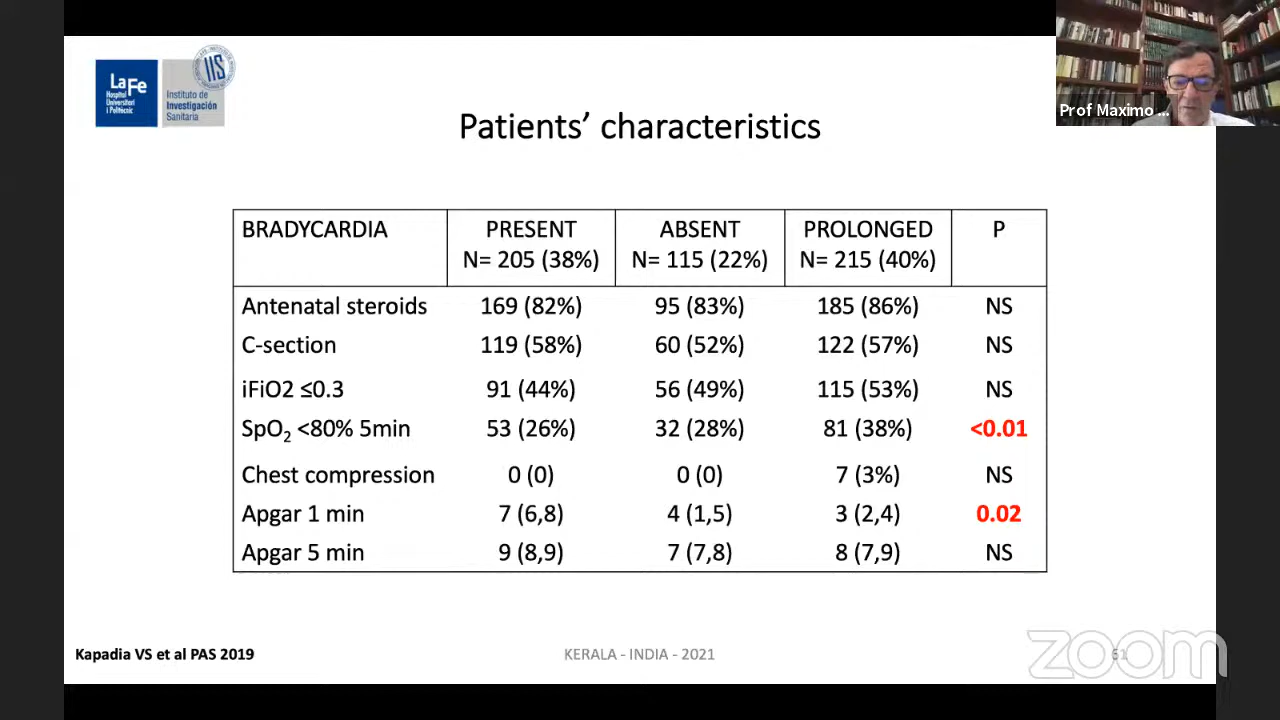 LaFe
Hospital
Universitari
i Politècnic
IIS
Instituto de
Investigación
Sanitaria
Prof Maximo ...
Patients’ characteristics
BRADYCARDIA PRESENT ABSENT PROLONGED P
N= 205 (38%) N= 115 (22%) N= 215 (40%)
Antenatal steroids 169 (82%) 95 (83%) 185 (86%) NS
C-section 119 (58%) 60 (52%) 122 (57%) NS
iFiO2 ≤0.3 91 (44%) 56 (49%) 115 (53%) NS
SpO₂ <80% 5min 53 (26%) 32 (28%) 81 (38%) <0.01
Chest compression 0 (0) 0 (0) 7 (3%) NS
Apgar 1 min 7 (6,8) 4 (1,5) 3 (2,4) 0.02
Apgar 5 min 9 (8,9) 7 (7,8) 8 (7,9) NS
Kapadia VS et al PAS 2019
KERALA - INDIA - 2021
61
zoom